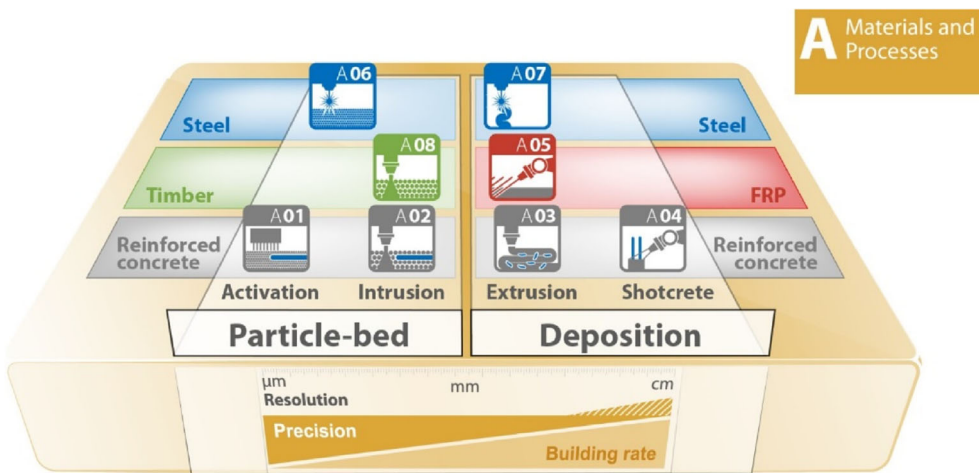 A Materials and
Processes
A 06
A 07
Steel
Steel
A 08
A 05
Timber
FRP
A 01
A 02
A 03
A 04
Reinforced
concrete
Reinforced
concrete
Activation
Intrusion
Extrusion
Shotcrete
Particle-bed
Deposition
µm
mm
cm
Resolution
Precision
Building rate